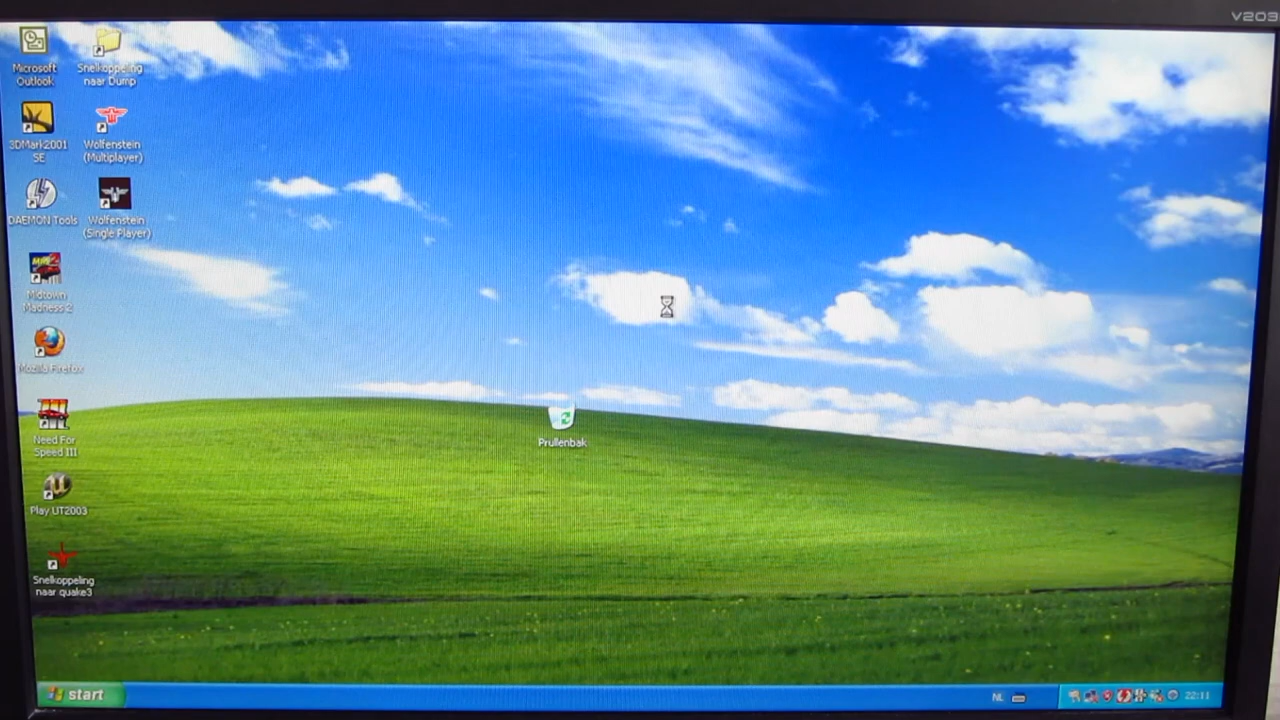 V203
Microsoft
Outlook
Snelkoppeling
naar Dump
3DMark2001
SE
Wolfenstein
(Multiplayer)
DAEMON Tools
Wolfenstein
(Single Player)
Midtown
Madness 2
Mozilla Firefox
Need For
Speed III
Play UT2003
Snelkoppeling
naar quake3
Prullenbak
start
NL
22:11